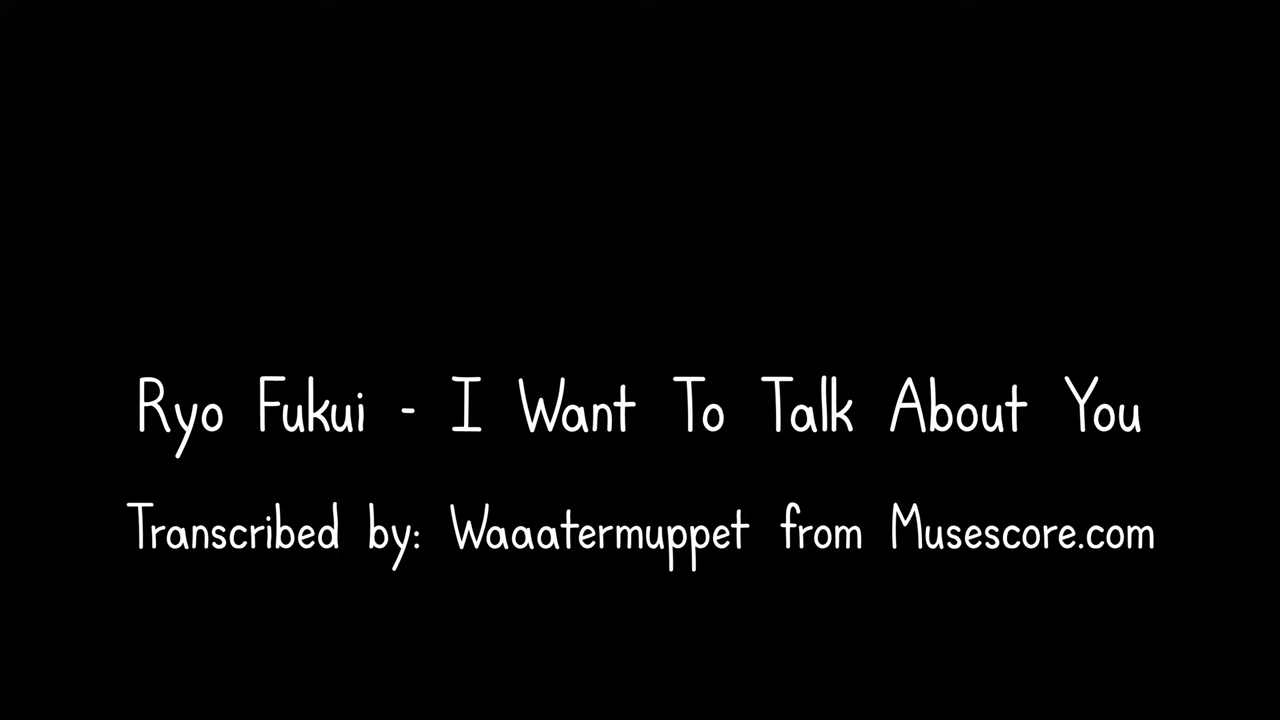 Ryo Fukui - I Want To Talk About You
Transcribed by: Waaatermuppet from Musescore.com